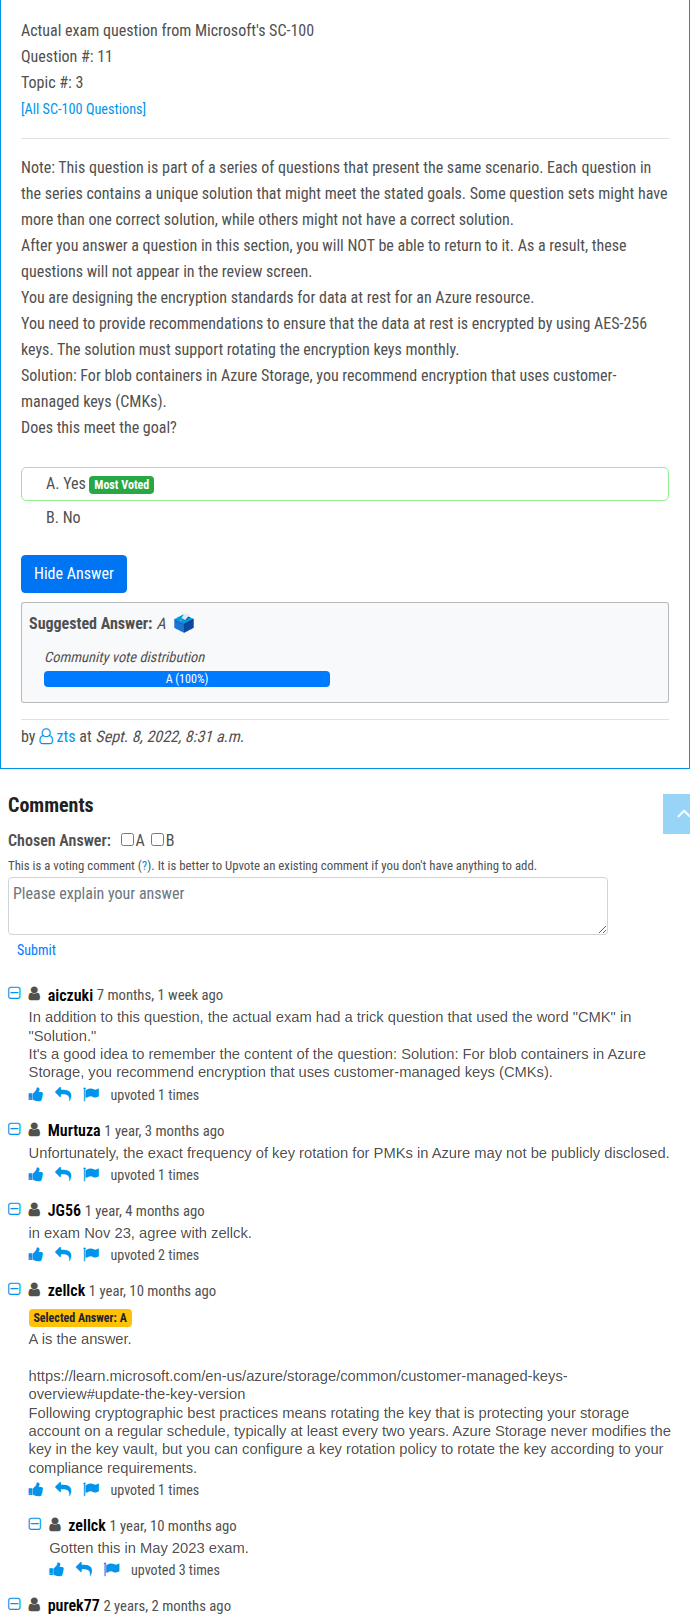 Actual exam question from Microsoft's SC-100
Question #: 11
Topic #: 3
[All SC-100 Questions]
Note: This question is part of a series of questions that present the same scenario. Each question in
the series contains a unique solution that might meet the stated goals. Some question sets might have
more than one correct solution, while others might not have a correct solution.
After you answer a question in this section, you will NOT be able to return to it. As a result, these
questions will not appear in the review screen.
You are designing the encryption standards for data at rest for an Azure resource.
You need to provide recommendations to ensure that the data at rest is encrypted by using AES-256
keys. The solution must support rotating the encryption keys monthly.
Solution: For blob containers in Azure Storage, you recommend encryption that uses customer-
managed keys (CMKs).
Does this meet the goal?
A. Yes Most Voted
B. No
Hide Answer
Suggested Answer: A
Community vote distribution
A (100%)
by zts at Sept. 8, 2022, 8:31 a.m.
Comments
Chosen Answer: A B
This is a voting comment (?). It is better to Upvote an existing comment if you don't have anything to add.
Please explain your answer
Submit
aiczuki 7 months, 1 week ago
In addition to this question, the actual exam had a trick question that used the word "CMK" in
"Solution."
It's a good idea to remember the content of the question: Solution: For blob containers in Azure
Storage, you recommend encryption that uses customer-managed keys (CMKs).
upvoted 1 times
Murtuza 1 year, 3 months ago
Unfortunately, the exact frequency of key rotation for PMKs in Azure may not be publicly disclosed.
upvoted 1 times
JG56 1 year, 4 months ago
in exam Nov 23, agree with zellck.
upvoted 2 times
zellck 1 year, 10 months ago
Selected Answer: A
A is the answer.
https://learn.microsoft.com/en-us/azure/storage/common/customer-managed-keys-
overview#update-the-key-version
Following cryptographic best practices means rotating the key that is protecting your storage
account on a regular schedule, typically at least every two years. Azure Storage never modifies the
key in the key vault, but you can configure a key rotation policy to rotate the key according to your
compliance requirements.
upvoted 1 times
zellck 1 year, 10 months ago
Gotten this in May 2023 exam.
upvoted 3 times
purek77 2 years, 2 months ago